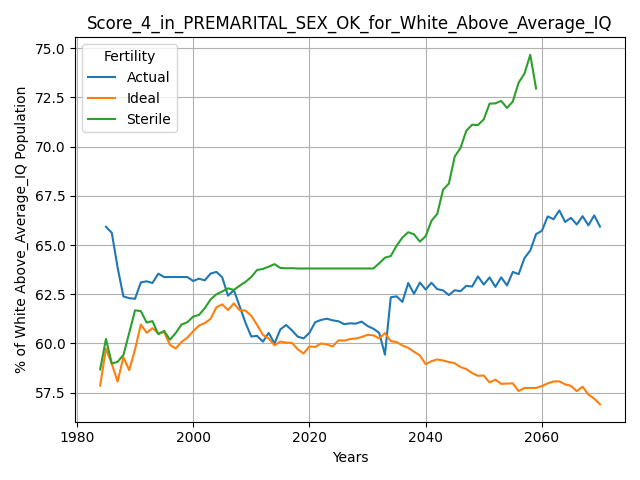 Score_4_in_PREMARITAL_SEX_OK_for_White_Above_Average_IQ
% of White Above_Average_IQ Population
75.0
72.5
70.0
67.5
65.0
62.5
60.0
57.5
Fertility
Actual
Ideal
Sterile
1980
2000
2020
2040
2060
Years